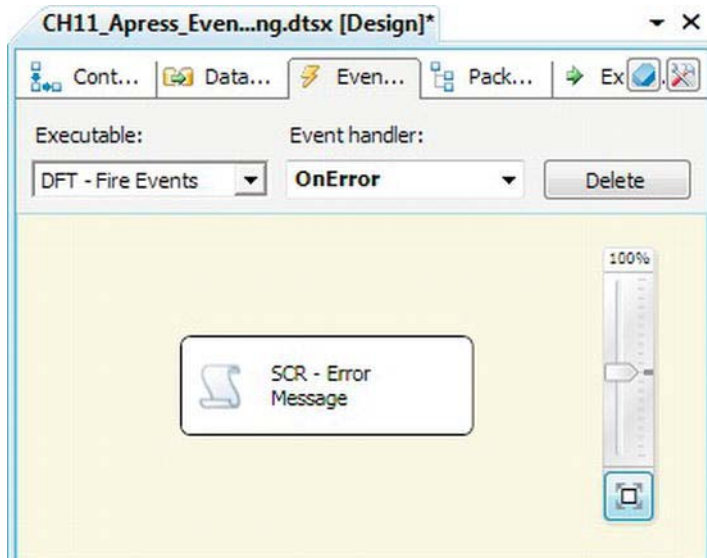 CH11_Apress_Even...ng.dtsx [Design]*
Cont... Data... Even... Pack... Ex
Executable: Event handler:
DFT - Fire Events OnError Delete
100%
SCR - Error
Message